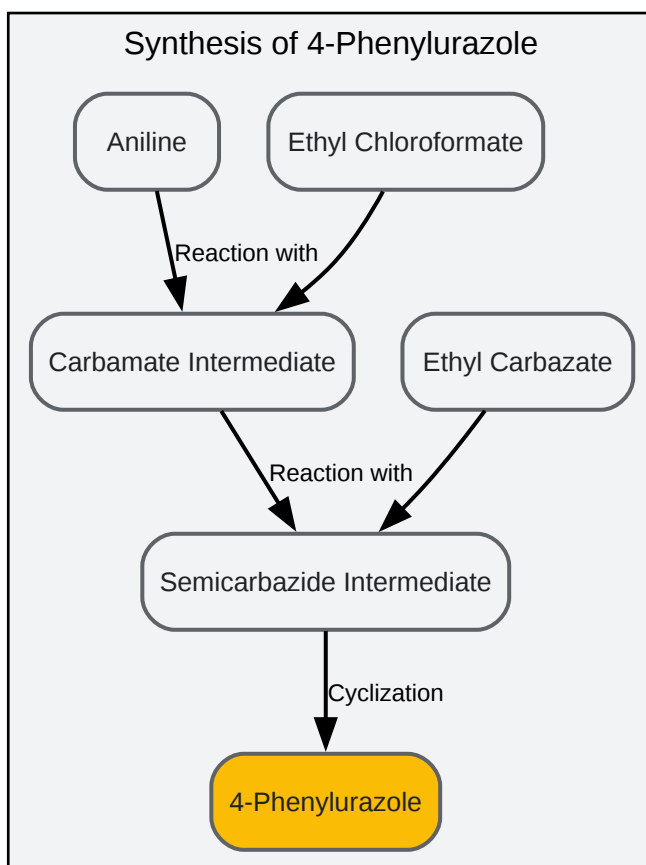 Synthesis of 4-Phenylurazole
Aniline
Ethyl Chloroformate
Reaction with
Carbamate Intermediate
Ethyl Carbazate
Reaction with
Semicarbazide Intermediate
Cyclization
4-Phenylurazole